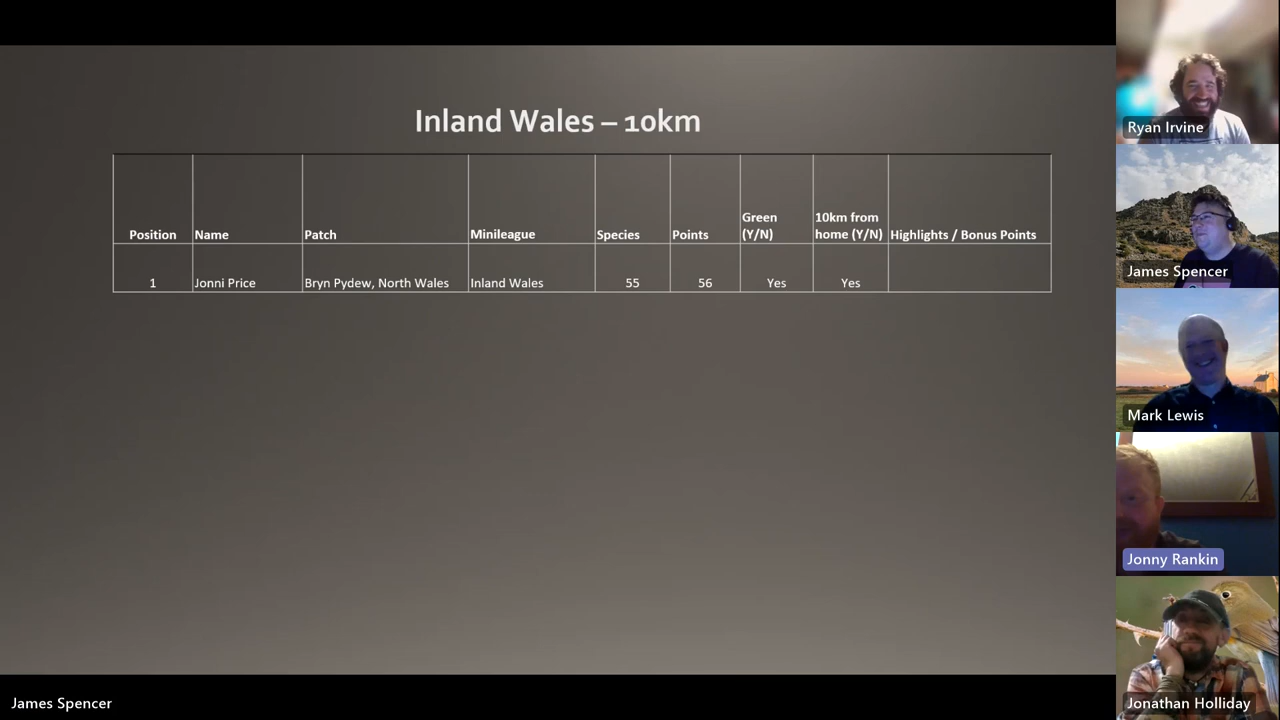 Inland Wales – 10km
Position Name Patch Minileague Species Points Green (Y/N) 10km from home (Y/N) Highlights / Bonus Points
1 Jonni Price Bryn Pydew, North Wales Inland Wales 55 56 Yes Yes
Ryan Irvine
James Spencer
Mark Lewis
Jonny Rankin
Jonathan Holliday
James Spencer